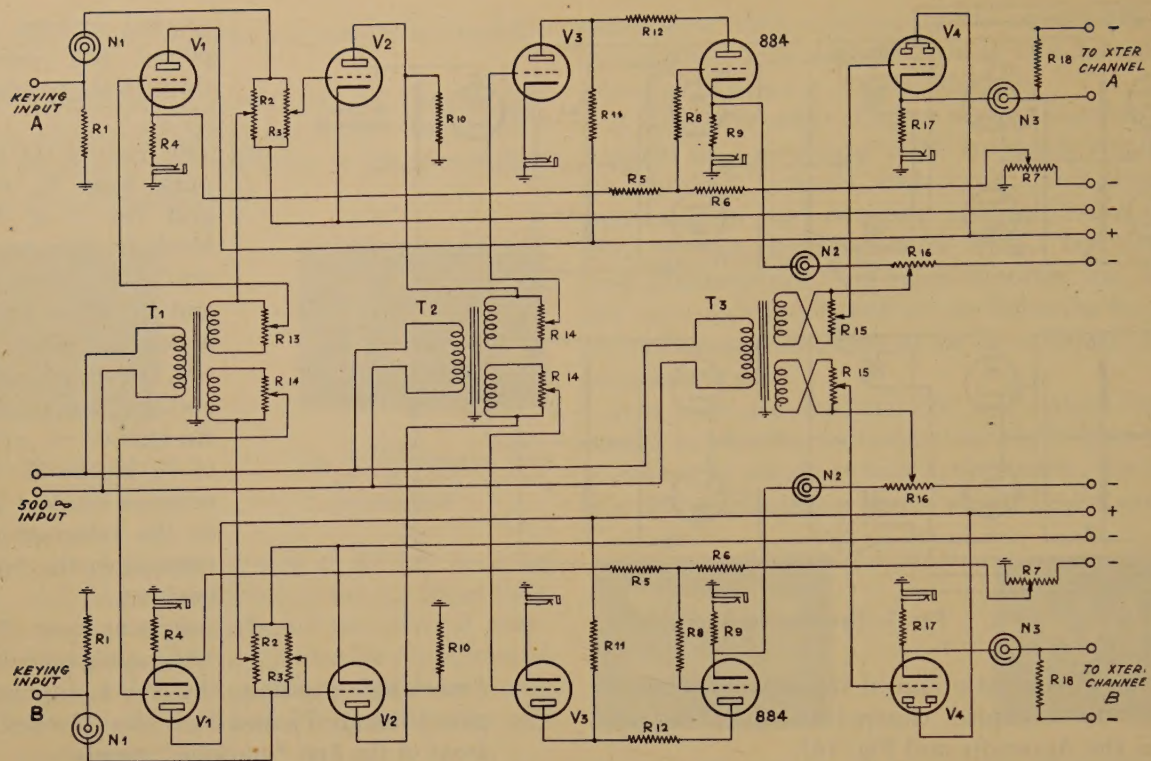 N1
V1
V2
V3
R12
884
V4
R18
–
TO XTER
CHANNEL
A
–
KEYING
INPUT
A
R1
R4
R2
R3
R10
R11
R8
R9
R17
N3
R5
R6
R7
–
–
+
N2
R16
–
T1
R13
R14
T2
R14
R14
T3
R15
R15
500 ∞
INPUT
N2
R16
–
+
–
R5
R6
R7
–
R1
R4
R2
R3
R10
R11
R8
R9
R17
N3
–
KEYING
INPUT
B
N1
V1
V2
V3
R12
884
V4
R18
TO XTER.
CHANNEL
B
–